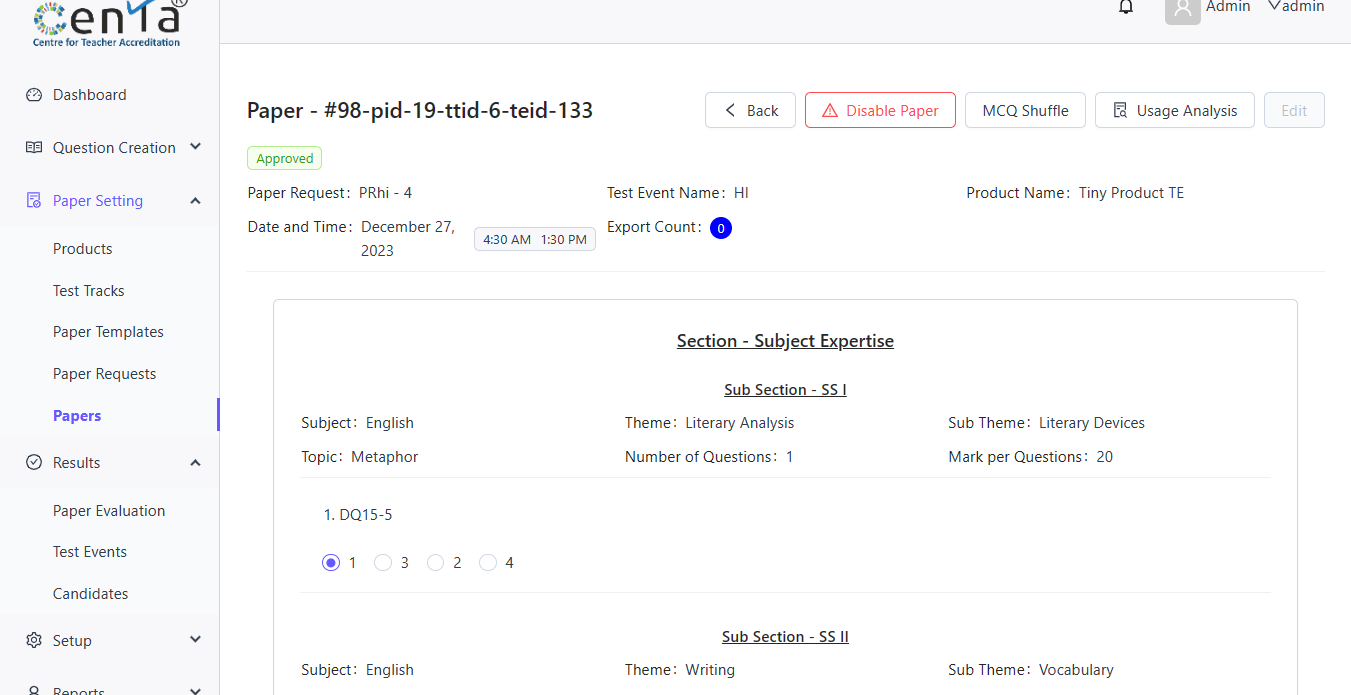 CENTA®
Centre for Teacher Accreditation
Admin
admin
Dashboard
Question Creation
Paper Setting
Products
Test Tracks
Paper Templates
Paper Requests
Papers
Results
Paper Evaluation
Test Events
Candidates
Setup
Reports
Paper - #98-pid-19-ttid-6-teid-133
Back
Disable Paper
MCQ Shuffle
Usage Analysis
Edit
Approved
Paper Request: PRhi - 4
Test Event Name: HI
Product Name: Tiny Product TE
Date and Time: December 27,
2023
4:30 AM 1:30 PM
Export Count: 0
Section - Subject Expertise
Sub Section - SS I
Subject: English
Theme: Literary Analysis
Sub Theme: Literary Devices
Topic: Metaphor
Number of Questions: 1
Mark per Questions: 20
1. DQ15-5
1 3 2 4
Sub Section - SS II
Subject: English
Theme: Writing
Sub Theme: Vocabulary